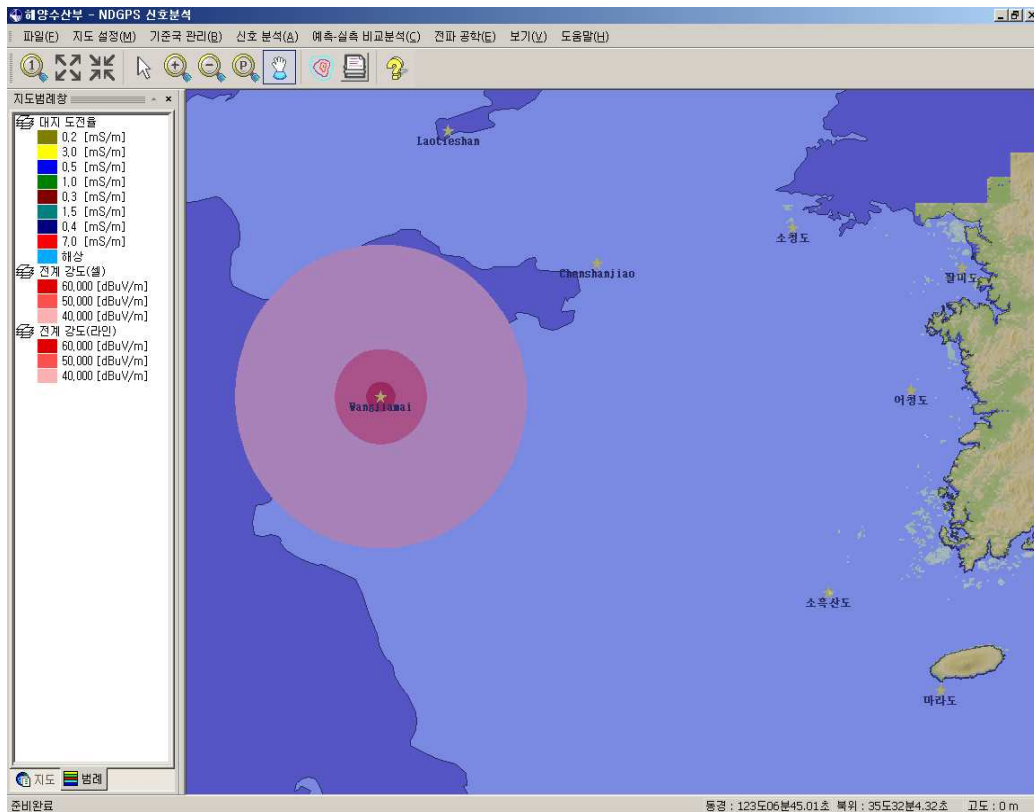 해양수산부 - NDGPS 신호분석
파일(F) 지도 설정(M) 기준국 관리(B) 신호 분석(A) 예측-실측 비교분석(C) 전파 공학(E) 보기(V) 도움말(H)
지도범례창
대지 도전율
0,2 [mS/m]
3,0 [mS/m]
0,5 [mS/m]
1,0 [mS/m]
0,3 [mS/m]
1,5 [mS/m]
0,4 [mS/m]
7,0 [mS/m]
해상
전계 강도(셀)
60,000 [dBuV/m]
50,000 [dBuV/m]
40,000 [dBuV/m]
전계 강도(라인)
60,000 [dBuV/m]
50,000 [dBuV/m]
40,000 [dBuV/m]
Laotieshan
소청도
Chenshanjiao
팔미도
Wangjiamai
어청도
소흑산도
마라도
지도 범례
준비완료
동경 : 123도06분45.01초 북위 : 35도32분4.32초 고도 : 0 m